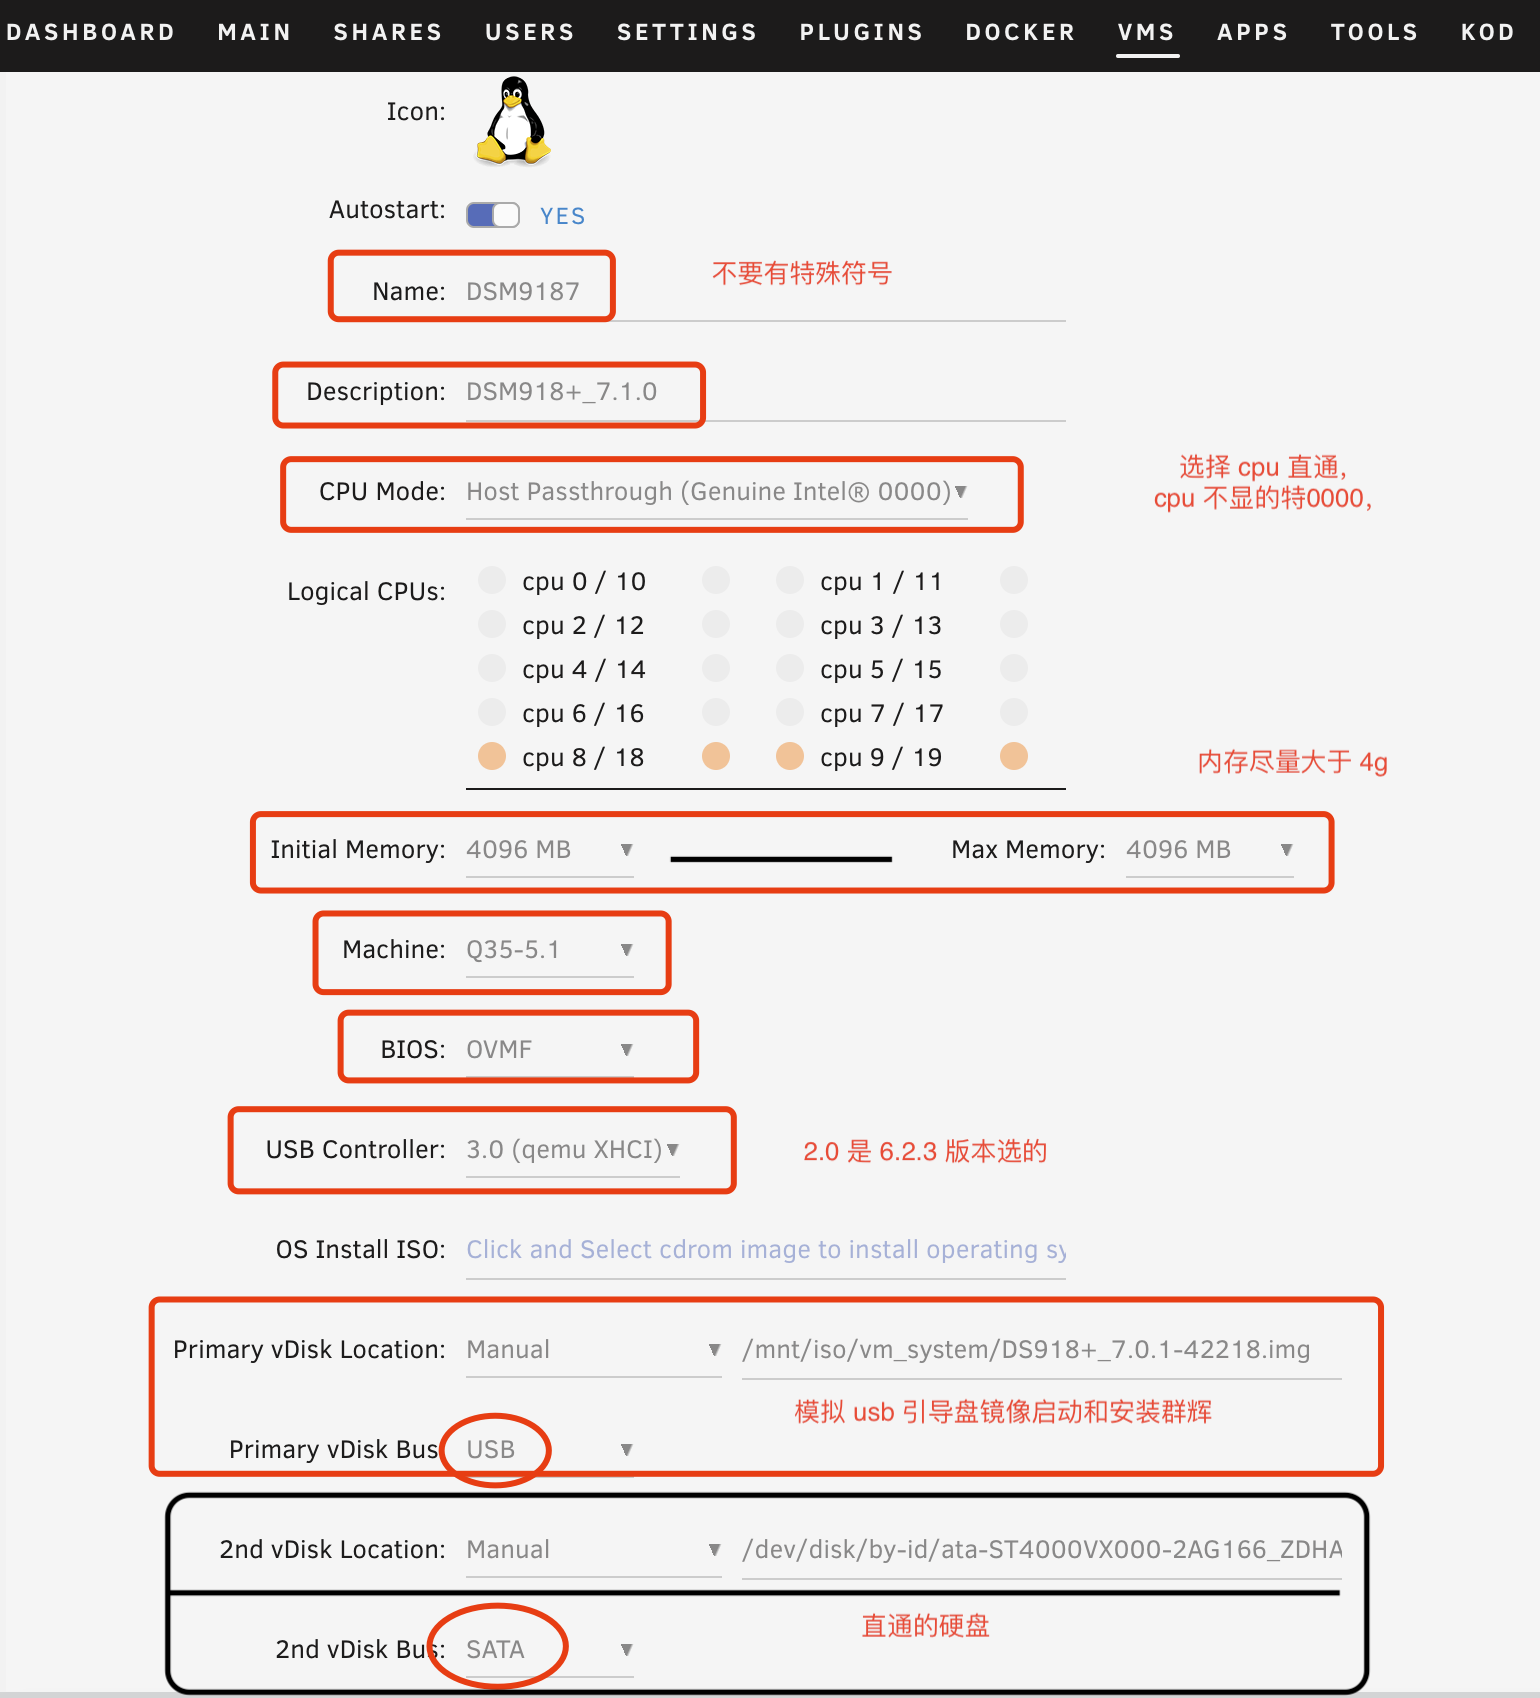 DASHBOARD MAIN SHARES USERS SETTINGS PLUGINS DOCKER VMS APPS TOOLS KOD
Icon:
Autostart: YES
Name: DSM9187 不要有特殊符号
Description: DSM918+_7.1.0
选择 cpu 直通,
CPU Mode: Host Passthrough (Genuine Intel® 0000) cpu 不显的特0000,
Logical CPUs: cpu 0 / 10 cpu 1 / 11
cpu 2 / 12 cpu 3 / 13
cpu 4 / 14 cpu 5 / 15
cpu 6 / 16 cpu 7 / 17
cpu 8 / 18 cpu 9 / 19 内存尽量大于 4g
Initial Memory: 4096 MB Max Memory: 4096 MB
Machine: Q35-5.1
BIOS: OVMF
USB Controller: 3.0 (qemu XHCI) 2.0 是 6.2.3 版本选的
OS Install ISO: Click and Select cdrom image to install operating sy
Primary vDisk Location: Manual /mnt/iso/vm_system/DS918+_7.0.1-42218.img
模拟 usb 引导盘镜像启动和安装群辉
Primary vDisk Bus USB
2nd vDisk Location: Manual /dev/disk/by-id/ata-ST4000VX000-2AG166_ZDHA
直通的硬盘
2nd vDisk Bus: SATA